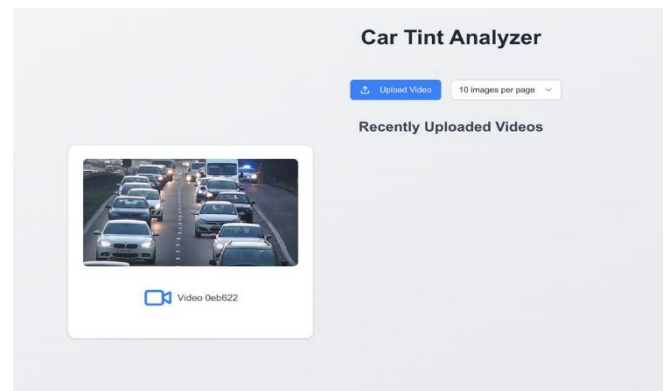 Car Tint Analyzer
Upload Video
10 images per page
Recently Uploaded Videos
Video 0eb622